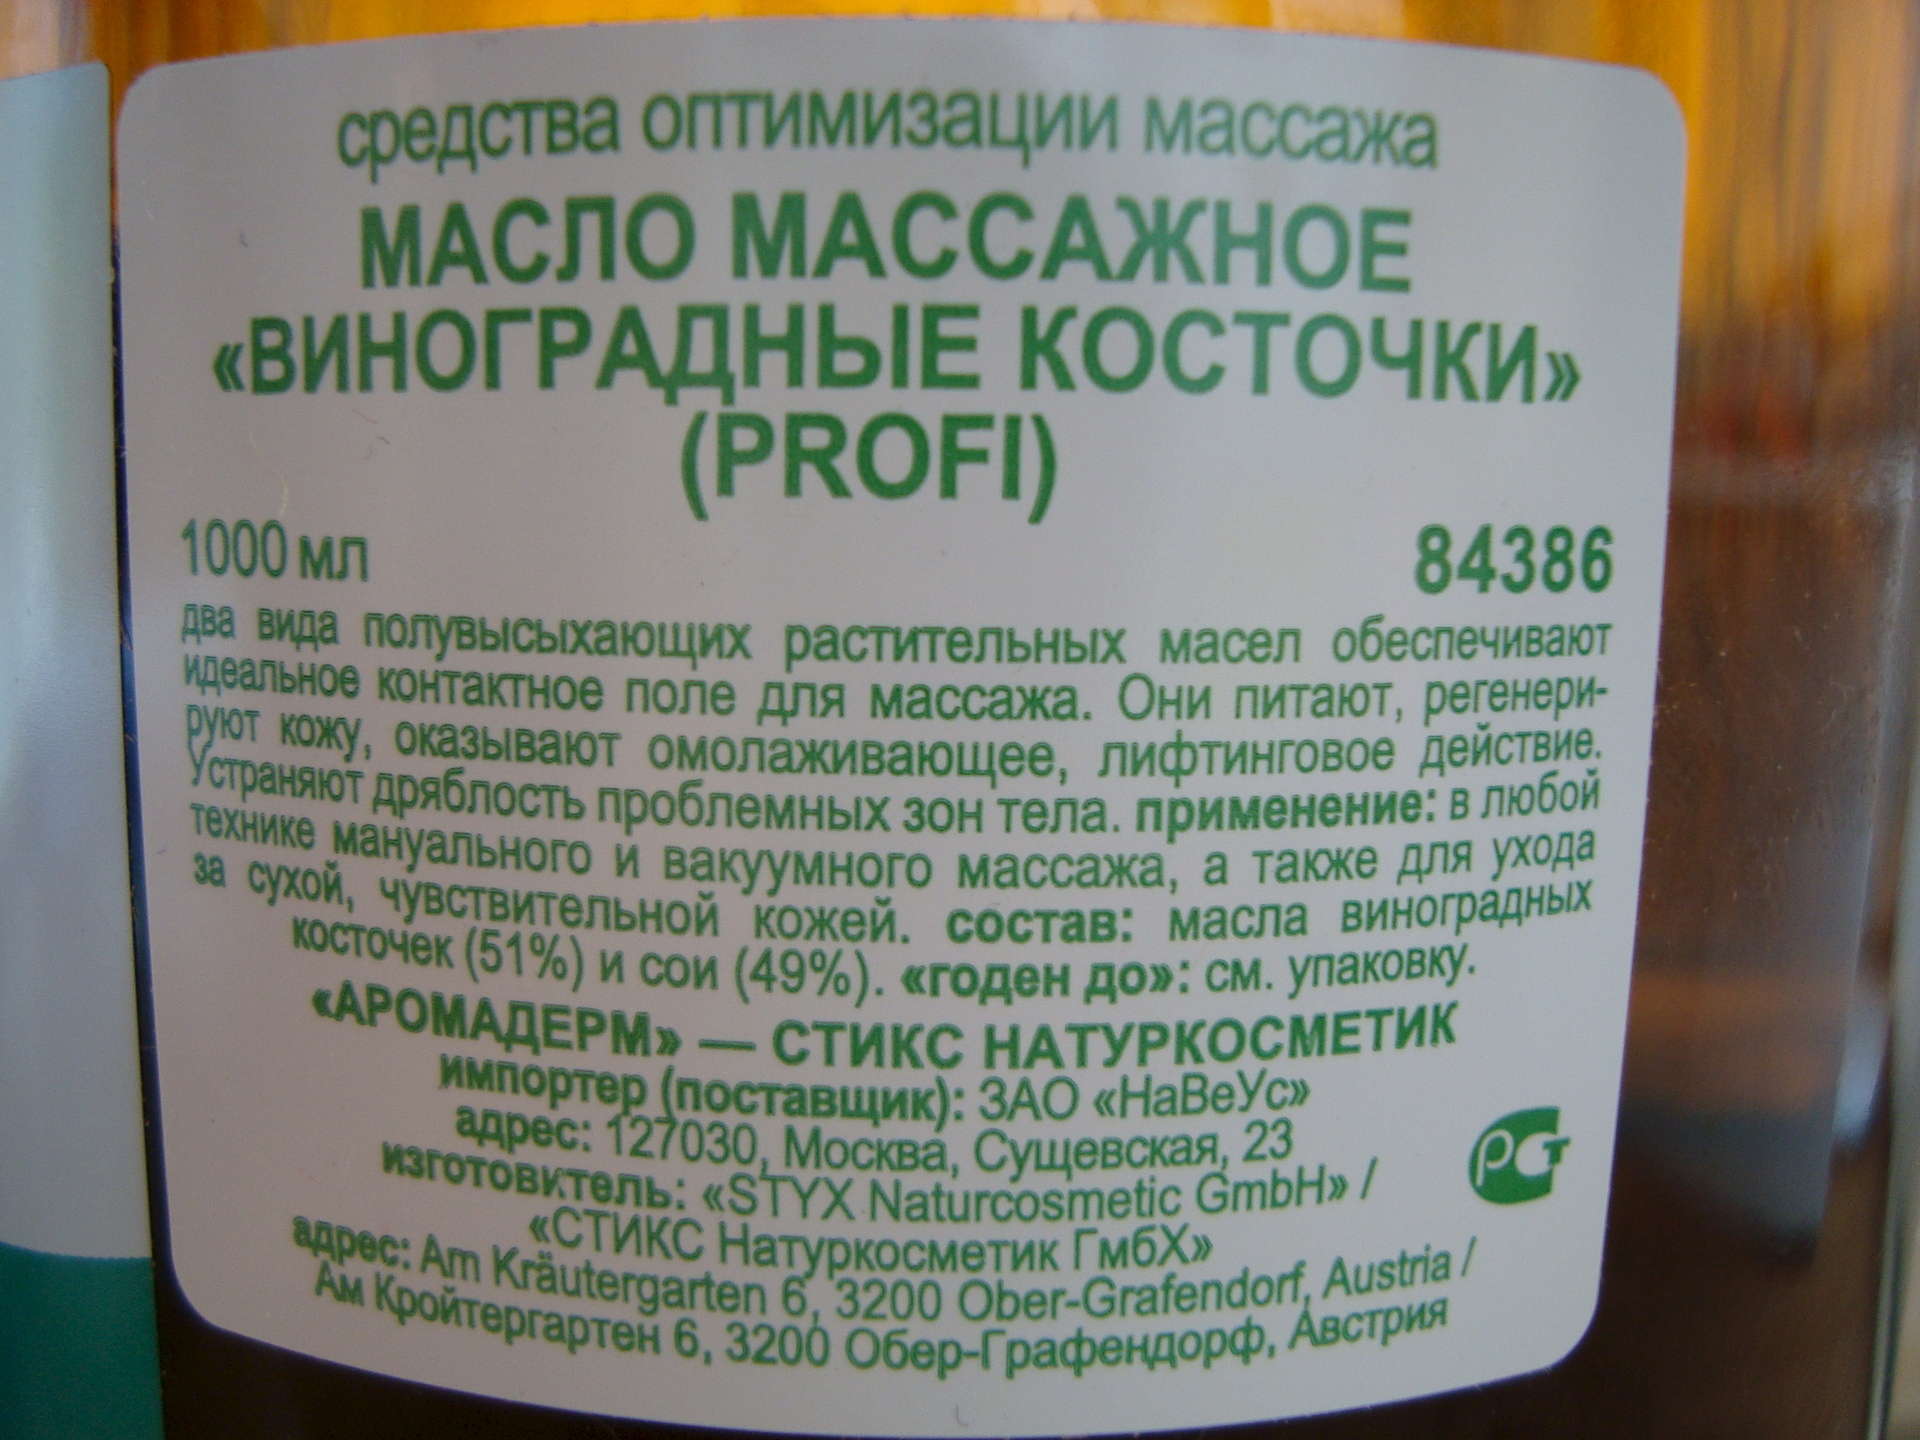 средства оптимизации массажа
МАСЛО МАССАЖНОЕ
«ВИНОГРАДНЫЕ КОСТОЧКИ»
(PROFI)
1000 мл 84386
два вида полувысыхающих растительных масел обеспечивают
идеальное контактное поле для массажа. Они питают, регенери-
руют кожу, оказывают омолаживающее, лифтинговое действие.
Устраняют дряблость проблемных зон тела. применение: в любой
технике мануального и вакуумного массажа, а также для ухода
за сухой, чувствительной кожей. состав: масла виноградных
косточек (51%) и сои (49%). «годен до»: см. упаковку.
«АРОМАДЕРМ» — СТИКС НАТУРКОСМЕТИК
импортер (поставщик): ЗАО «НаВеУс»
адрес: 127030, Москва, Сущевская, 23
изготовитель: «STYX Naturcosmetic GmbH» /
«СТИКС Натуркосметик ГмбХ»
адрес: Am Kräutergarten 6, 3200 Ober-Grafendorf, Austria /
Ам Кройтергартен 6, 3200 Обер-Графендорф, Австрия
РСТ